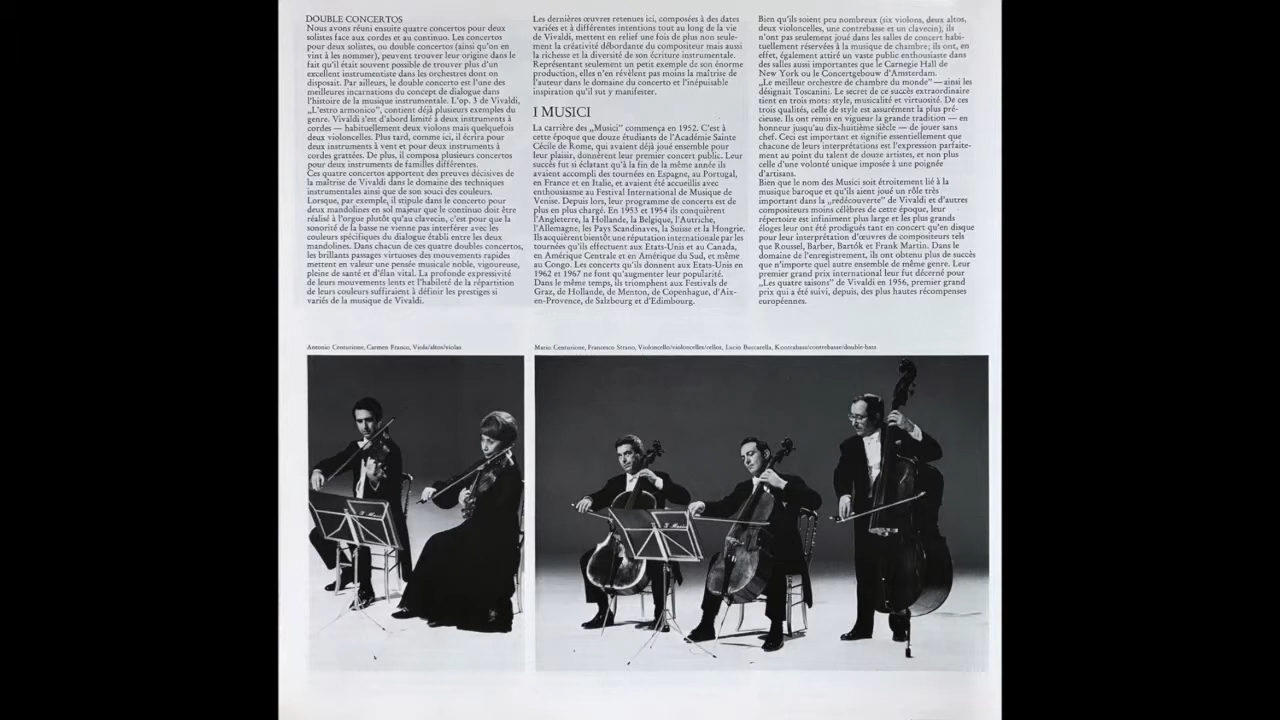 DOUBLE CONCERTOS
Nous avons réuni ensuite quatre concertos pour deux
solistes face aux cordes et au continuo. Les concertos
pour deux solistes, ou double concertos (ainsi qu'on en
vint à les nommer), peuvent trouver leur origine dans le
fait qu'il était souvent possible de trouver plus d'un
excellent instrumentiste dans les orchestres dont on
disposait. Par ailleurs, le double concerto est l'une des
meilleures incarnations du concept de dialogue dans
l'histoire de la musique instrumentale. L'op. 3 de Vivaldi,
„L'estro armonico”, contient déjà plusieurs exemples du
genre. Vivaldi s'est d'abord limité à deux instruments à
cordes — habituellement deux violons mais quelquefois
deux violoncelles. Plus tard, comme ici, il écrira pour
deux instruments à vent et pour deux instruments à
cordes grattées. De plus, il composa plusieurs concertos
pour deux instruments de familles différentes.
Ces quatre concertos apportent des preuves décisives de
la maîtrise de Vivaldi dans le domaine des techniques
instrumentales ainsi que de son souci des couleurs.
Lorsque, par exemple, il stipule dans le concerto pour
deux mandolines en sol majeur que le continuo doit être
réalisé à l'orgue plutôt qu'au clavecin, c'est pour que la
sonorité de la basse ne vienne pas interférer avec les
couleurs spécifiques du dialogue établi entre les deux
mandolines. Dans chacun de ces quatre doubles concertos,
les brillants passages virtuoses des mouvements rapides
mettent en valeur une pensée musicale noble, vigoureuse,
pleine de santé et d'élan vital. La profonde expressivité
de leurs mouvements lents et l'habileté de la répartition
de leurs couleurs suffiraient à définir les prestiges si
variés de la musique de Vivaldi.
Les dernières œuvres retenues ici, composées à des dates
variées et à différentes intentions tout au long de la vie
de Vivaldi, mettent en relief une fois de plus non seule-
ment la créativité débordante du compositeur mais aussi
la richesse et la diversité de son écriture instrumentale.
Représentant seulement un petit exemple de son énorme
production, elles n'en révèlent pas moins la maîtrise de
l'auteur dans le domaine du concerto et l'inépuisable
inspiration qu'il sut y manifester.
I MUSICI
La carrière des „Musici” commença en 1952. C'est à
cette époque que douze étudiants de l'Académie Sainte
Cécile de Rome, qui avaient déjà joué ensemble pour
leur plaisir, donnèrent leur premier concert public. Leur
succès fut si éclatant qu'à la fin de la même année ils
avaient accompli des tournées en Espagne, au Portugal,
en France et en Italie, et avaient été accueillis avec
enthousiasme au Festival International de Musique de
Venise. Depuis lors, leur programme de concerts est de
plus en plus chargé. En 1953 et 1954 ils conquièrent
l'Angleterre, la Hollande, la Belgique, l'Autriche,
l'Allemagne, les Pays Scandinaves, la Suisse et la Hongrie.
Ils acquièrent bientôt une réputation internationale par les
tournées qu'ils effectuent aux Etats-Unis et au Canada,
en Amérique Centrale et en Amérique du Sud, et même
au Congo. Les concerts qu'ils donnent aux Etats-Unis en
1962 et 1967 ne font qu'augmenter leur popularité.
Dans le même temps, ils triomphent aux Festivals de
Graz, de Hollande, de Menton, de Copenhague, d'Aix-
en-Provence, de Salzbourg et d'Edimbourg.
Bien qu'ils soient peu nombreux (six violons, deux altos,
deux violoncelles, une contrebasse et un clavecin), ils
n'ont pas seulement joué dans les salles de concert habi-
tuellement réservées à la musique de chambre; ils ont, en
effet, également attiré un vaste public enthousiaste dans
des salles aussi importantes que le Carnegie Hall de
New York ou le Concertgebouw d'Amsterdam.
„Le meilleur orchestre de chambre du monde” — ainsi les
désignait Toscanini. Le secret de ce succès extraordinaire
tient en trois mots: style, musicalité et virtuosité. De ces
trois qualités, celle de style est assurément la plus pré-
cieuse. Ils ont remis en vigueur la grande tradition — en
honneur jusqu'au dix-huitième siècle — de jouer sans
chef. Ceci est important et signifie essentiellement que
chacune de leurs interprétations est l'expression parfaite-
ment au point du talent de douze artistes, et non plus
celle d'une volonté unique imposée à une poignée
d'artisans.
Bien que le nom des Musici soit étroitement lié à la
musique baroque et qu'ils aient joué un rôle très
important dans la „redécouverte” de Vivaldi et d'autres
compositeurs moins célèbres de cette époque, leur
répertoire est infiniment plus large et les plus grands
éloges leur ont été prodigués tant en concert qu'en disque
pour leur interprétation d'œuvres de compositeurs tels
que Roussel, Barber, Bartók et Frank Martin. Dans le
domaine de l'enregistrement, ils ont obtenu plus de succès
que n'importe quel autre ensemble de même genre. Leur
premier grand prix international leur fut décerné pour
„Les quatre saisons” de Vivaldi en 1956, premier grand
prix qui a été suivi, depuis, des plus hautes récompenses
européennes.
Antonio Centurione, Carmen Franco, Viola/altos/violas
Mario Centurione, Francesco Strano, Violoncello/violoncelles/cellos, Lucio Buccarella, Kontrabass/contrebasse/double-bass
I Musici
I Musici